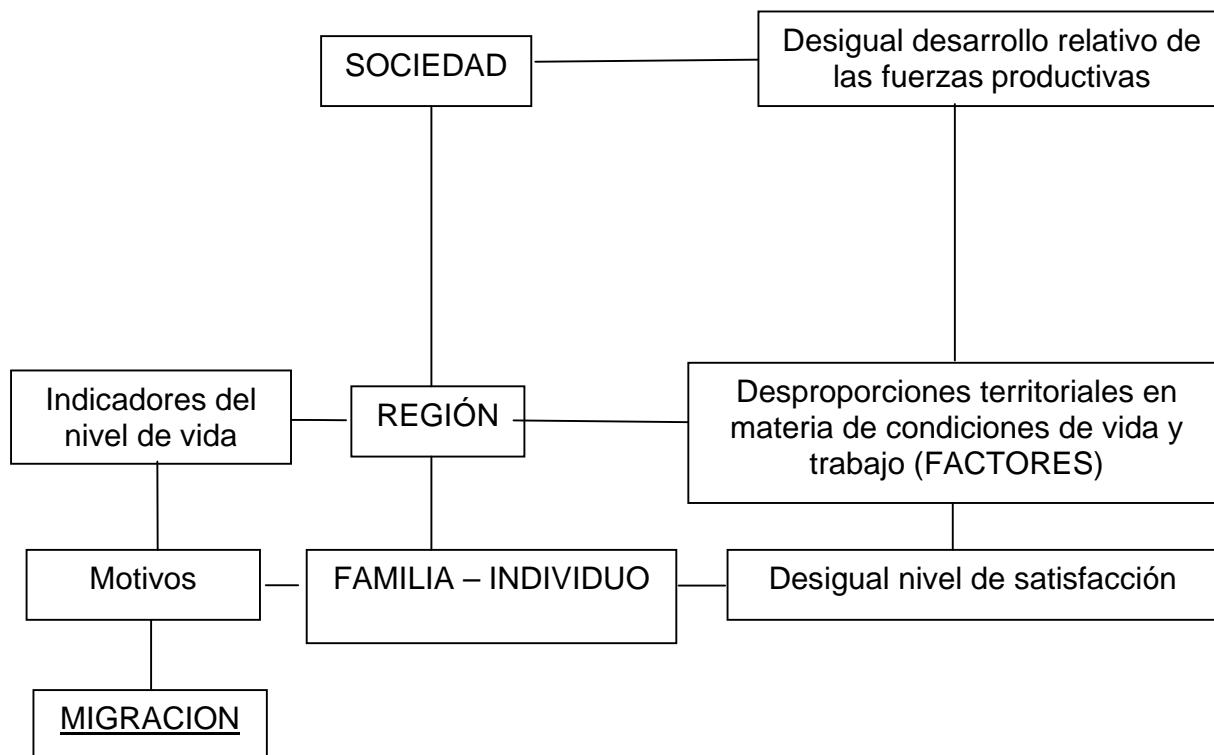 SOCIEDAD
Desigual desarrollo relativo de
las fuerzas productivas
Indicadores del
nivel de vida
REGIÓN
Desproporciones territoriales en
materia de condiciones de vida y
trabajo (FACTORES)
Motivos
FAMILIA – INDIVIDUO
Desigual nivel de satisfacción
MIGRACION